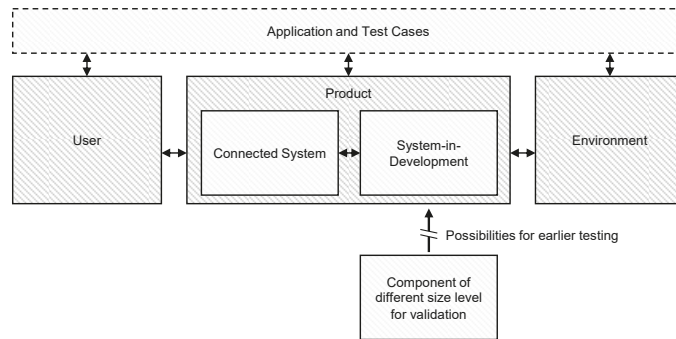 Application and Test Cases
Product
User
Connected System
System-in-
Development
Environment
Possibilities for earlier testing
Component of
different size level
for validation